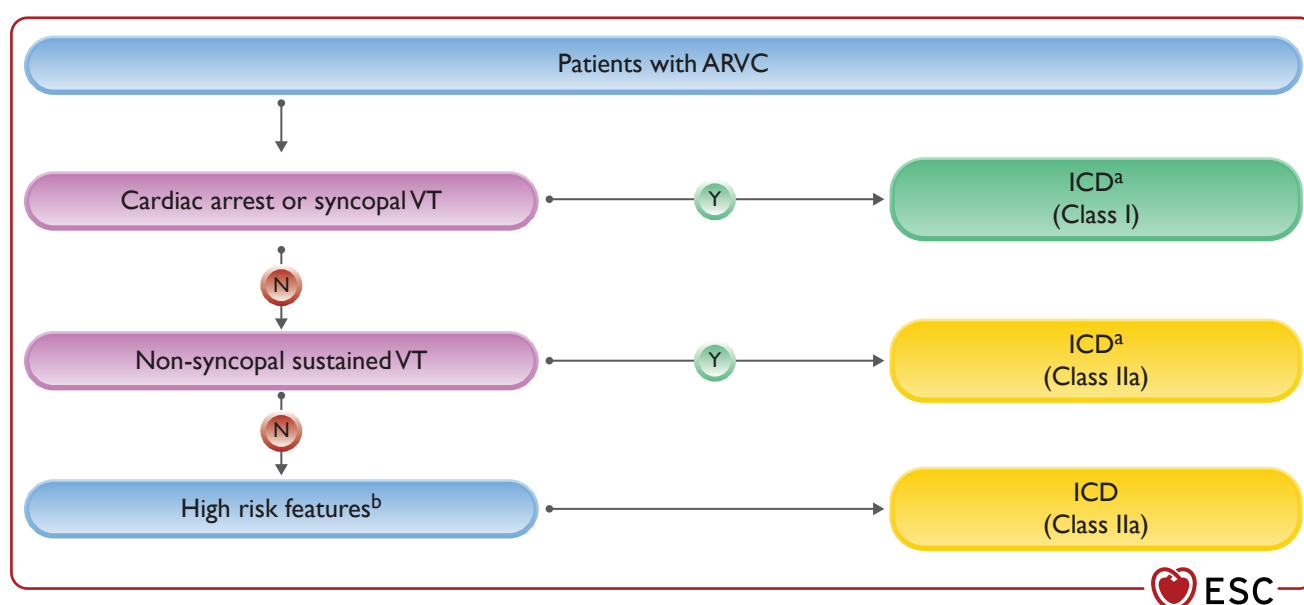 Patients with ARVC
Cardiac arrest or syncopal VT
Y
ICDa
(Class I)
N
Non-syncopal sustained VT
Y
ICDa
(Class IIa)
N
High risk featuresb
ICD
(Class IIa)
ESC